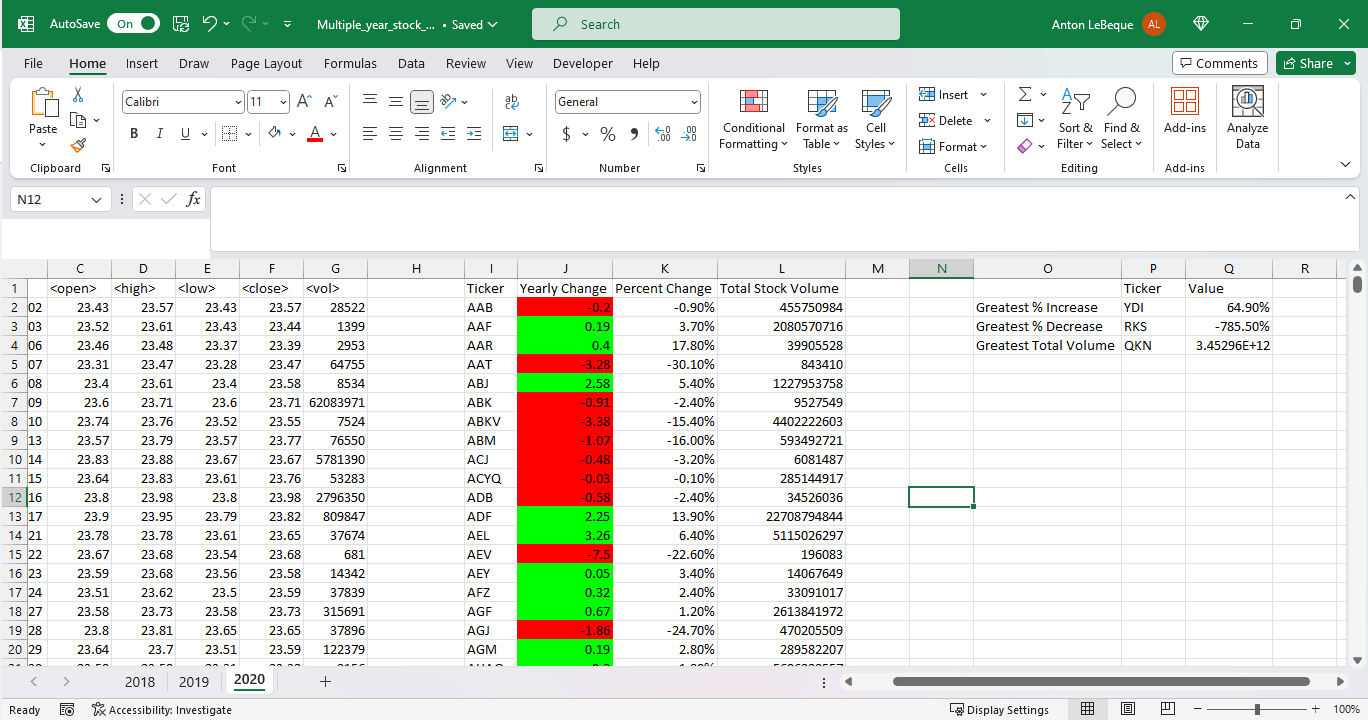 AutoSave On Multiple_year_stock_... • Saved Search Anton LeBeque AL
File Home Insert Draw Page Layout Formulas Data Review View Developer Help Comments Share
Calibri 11 A A General Insert
Paste B I U A ab $ % 9 Conditional Formatting Format as Table Cell Styles Delete Sort & Filter Find & Select Add-ins Analyze Data
Format
Clipboard Font Alignment Number Styles Cells Editing Add-ins
N12 fx
C D E F G H I J K L M N O P Q R
1 <open> <high> <low> <close> <vol> Ticker Yearly Change Percent Change Total Stock Volume Ticker Value
2 02 23.43 23.57 23.43 23.57 28522 AAB -0.2 -0.90% 455750984 Greatest % Increase YDI 64.90%
3 03 23.52 23.61 23.43 23.44 1399 AAF 0.19 3.70% 2080570716 Greatest % Decrease RKS -785.50%
4 06 23.46 23.48 23.37 23.39 2953 AAR 0.4 17.80% 39905528 Greatest Total Volume QKN 3.45296E+12
5 07 23.31 23.47 23.28 23.47 64755 AAT -3.28 -30.10% 843410
6 08 23.4 23.61 23.4 23.58 8534 ABJ 2.58 5.40% 1227953758
7 09 23.6 23.71 23.6 23.71 62083971 ABK -0.91 -2.40% 9527549
8 10 23.74 23.76 23.52 23.55 7524 ABKV -3.38 -15.40% 4402222603
9 13 23.57 23.79 23.57 23.77 76550 ABM -1.07 -16.00% 593492721
10 14 23.83 23.88 23.67 23.67 5781390 ACJ -0.48 -3.20% 6081487
11 15 23.64 23.83 23.61 23.76 53283 ACYQ -0.03 -0.10% 285144917
12 16 23.8 23.98 23.8 23.98 2796350 ADB -0.58 -2.40% 34526036
13 17 23.9 23.95 23.79 23.82 809847 ADF 2.25 13.90% 22708794844
14 21 23.78 23.78 23.61 23.65 37674 AEL 3.26 6.40% 5115026297
15 22 23.67 23.68 23.54 23.68 681 AEV -7.5 -22.60% 196083
16 23 23.59 23.68 23.56 23.58 14342 AEY 0.05 3.40% 14067649
17 24 23.51 23.62 23.5 23.59 37839 AFZ 0.32 2.40% 33091017
18 27 23.58 23.73 23.58 23.73 315691 AGF 0.67 1.20% 2613841972
19 28 23.8 23.81 23.65 23.65 37896 AGJ -1.86 -24.70% 470205509
20 29 23.64 23.7 23.51 23.59 122379 AGM 0.19 2.80% 289582207
2018 2019 2020 +
Ready Accessibility: Investigate Display Settings 100%